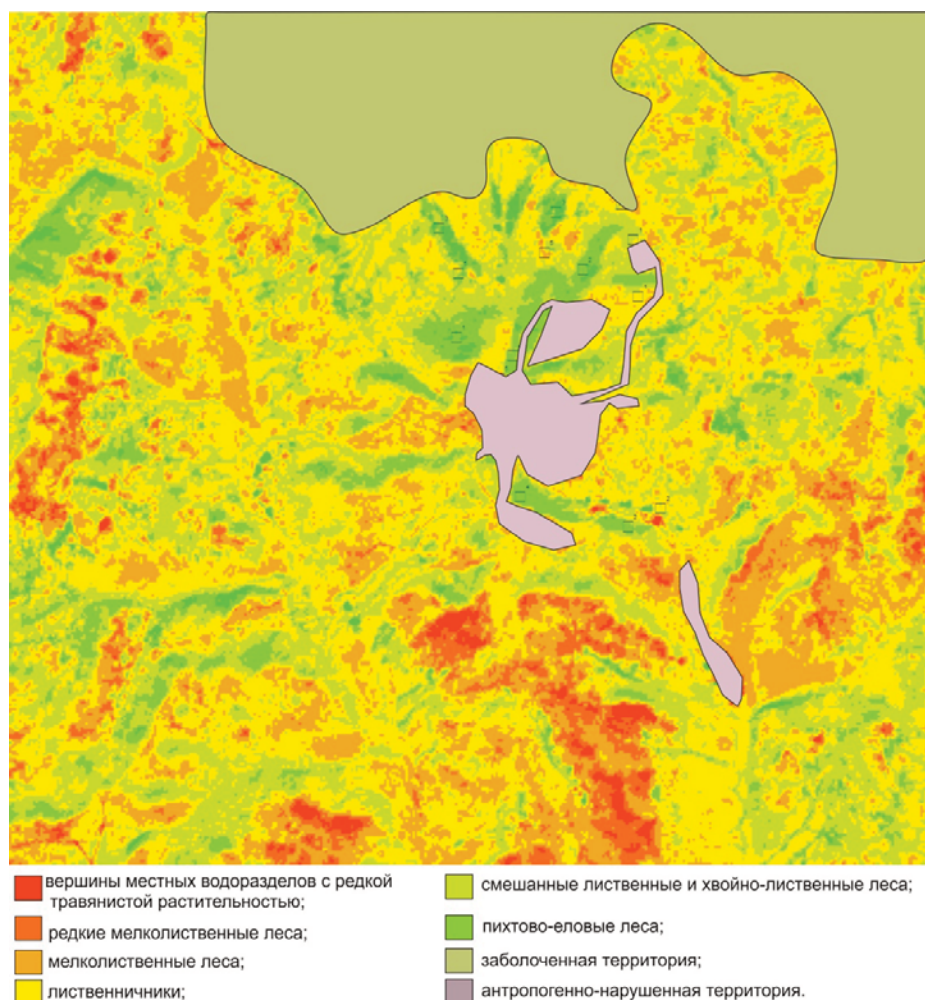 вершины местных водоразделов с редкой
травянистой растительностью;
редкие мелколиственные леса;
мелколиственные леса;
лиственничники;
смешанные лиственные и хвойно-лиственные леса;
пихтово-еловые леса;
заболоченная территория;
антропогенно-нарушенная территория.